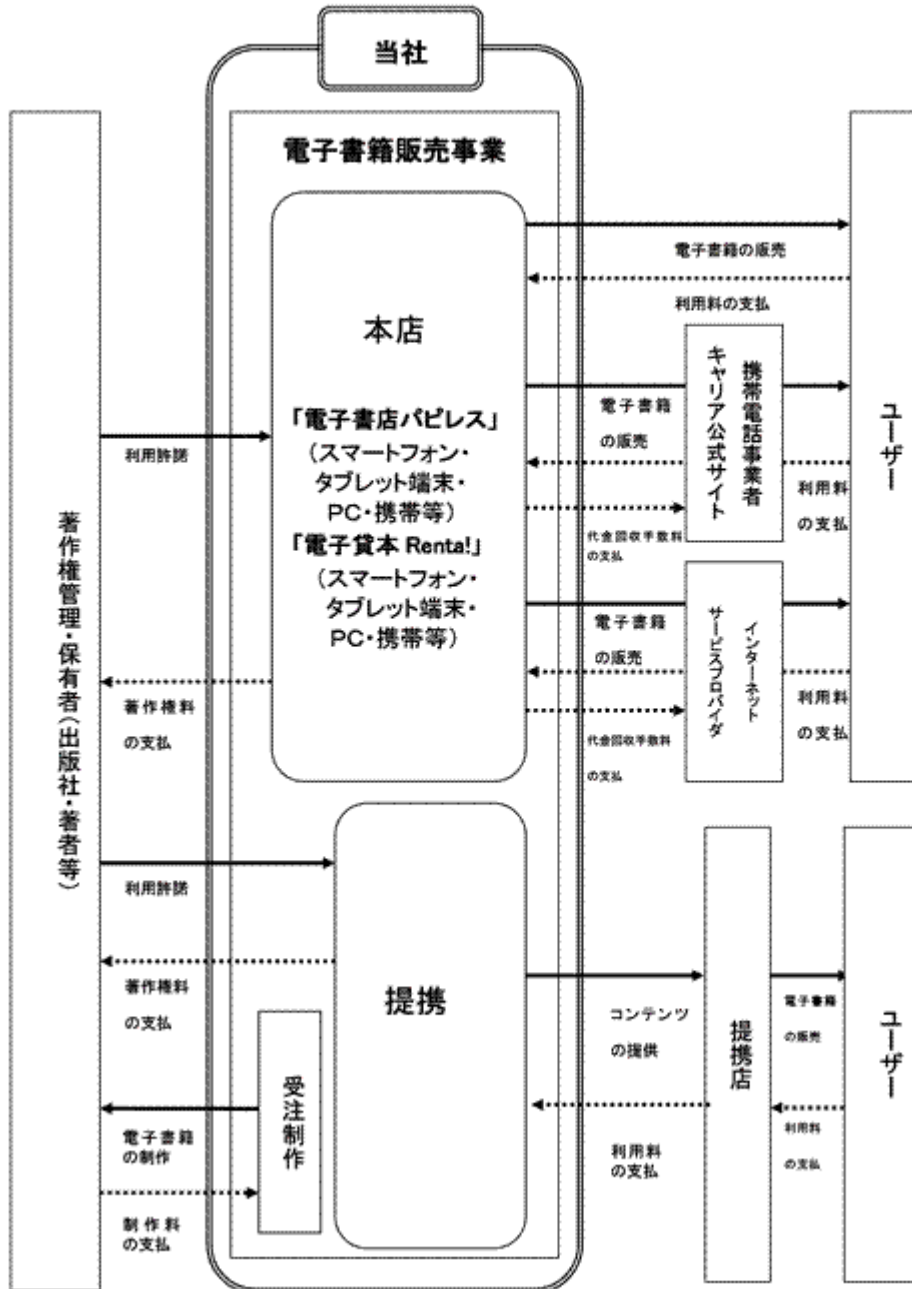 当社
電子書籍販売事業
本店
「電子書店パピレス」
（スマートフォン・
タブレット端末・
PC・携帯等）
「電子貸本 Renta!」
（スマートフォン・
タブレット端末・
PC・携帯等）
著作権管理・保有者（出版社・著者等）
利用許諾
著作権料
の支払
電子書籍の販売
利用料の支払
電子書籍
の販売
代金回収手数料
の支払
携帯電話事業者
キャリア公式サイト
利用料
の支払
電子書籍
の販売
代金回収手数料
の支払
インターネット
サービスプロバイダ
利用料
の支払
ユーザー
利用許諾
著作権料
の支払
提携
受注制作
電子書籍
の制作
制作料
の支払
コンテンツ
の提供
利用料
の支払
提携店
電子書籍
の販売
利用料
の支払
ユーザー